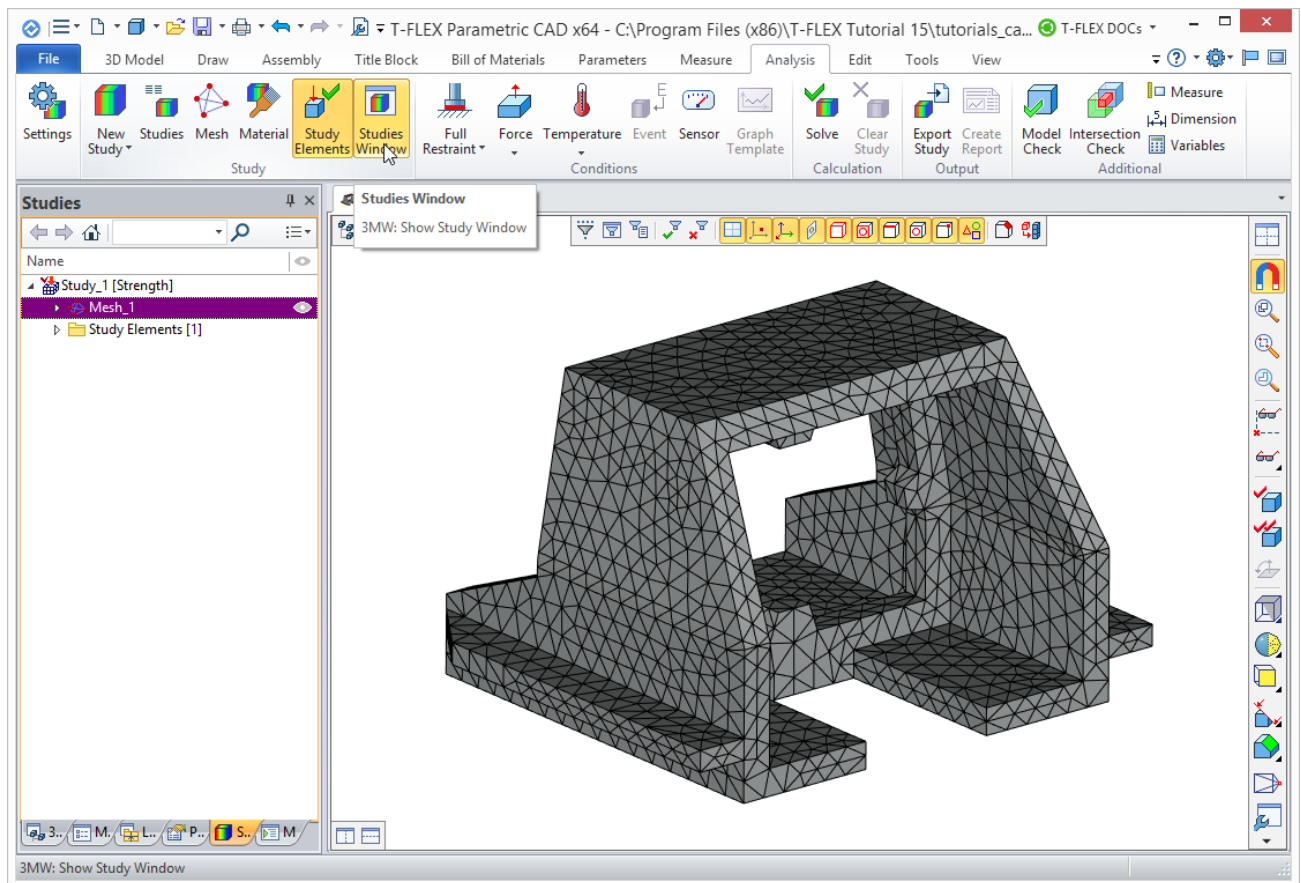 T-FLEX Parametric CAD x64 - C:\Program Files (x86)\T-FLEX Tutorial 15\tutorials_ca...
T-FLEX DOCs
File 3D Model Draw Assembly Title Block Bill of Materials Parameters Measure Analysis Edit Tools View
Settings
New Study
Studies
Mesh
Material
Study Elements
Studies Window
Study
Full Restraint
Force
Temperature
Event
Sensor
Graph Template
Conditions
Solve
Clear Study
Calculation
Export Study
Create Report
Output
Model Check
Intersection Check
Measure
Dimension
Variables
Additional
Studies
Studies Window
3MW: Show Study Window
Name
Study_1 [Strength]
Mesh_1
Study Elements [1]
3.. M. L.. P.. S.. M
3MW: Show Study Window